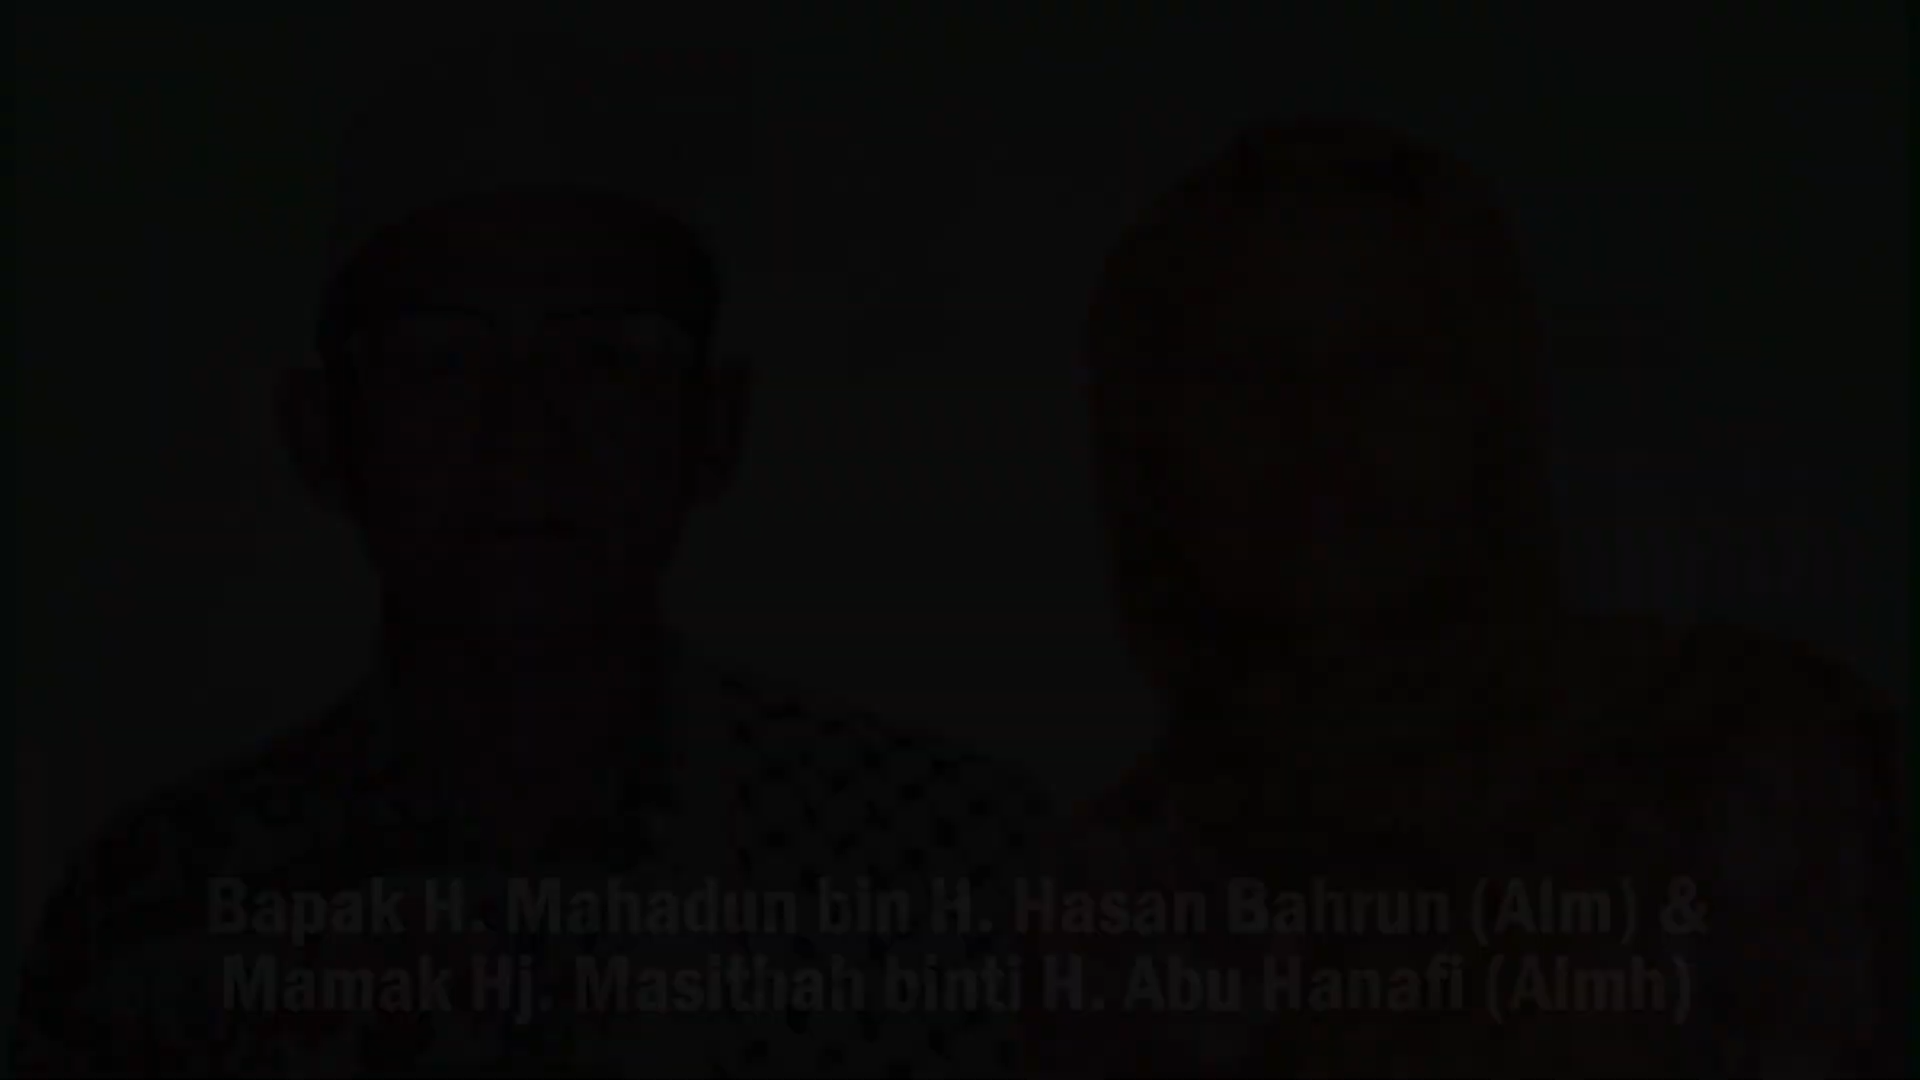 Bapak H. Mahadun bin H. Hasan Bahrun (Alm) &
Mamak Hj. Masithah binti H. Abu Hanafi (Almh)